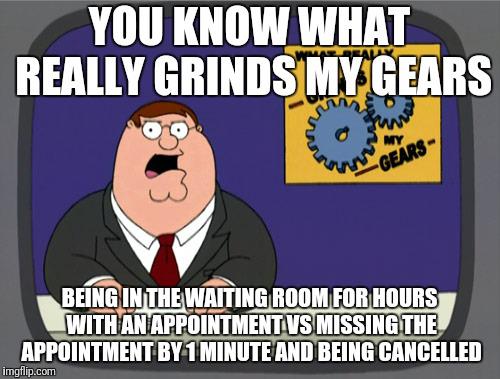 YOU KNOW WHAT
REALLY GRINDS MY GEARS
WHAT REALLY
MY
GEARS
BEING IN THE WAITING ROOM FOR HOURS
WITH AN APPOINTMENT VS MISSING THE
APPOINTMENT BY 1 MINUTE AND BEING CANCELLED
imgflip.com